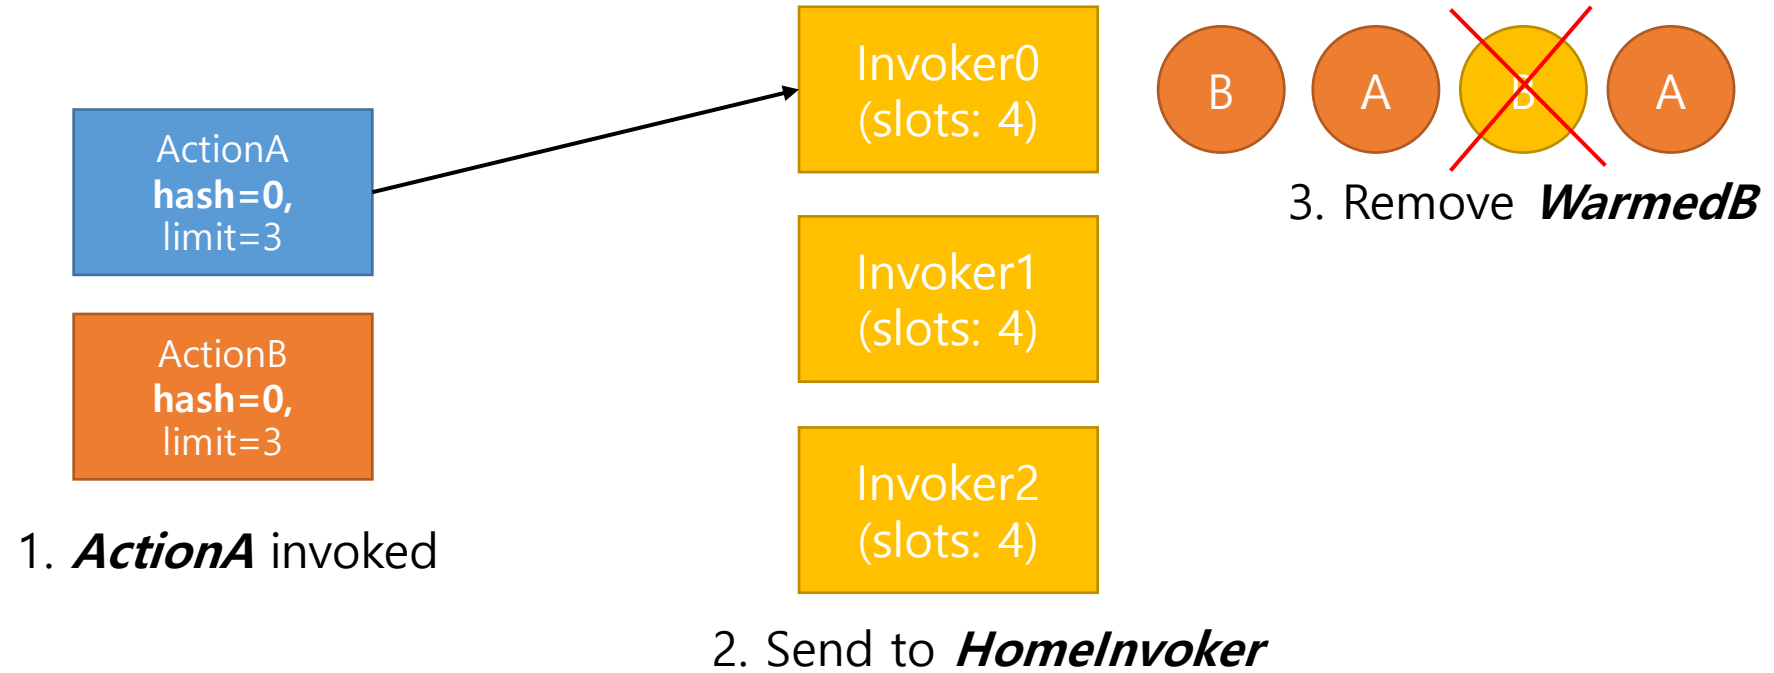 ActionA
hash=0,
limit=3
ActionB
hash=0,
limit=3
1. ActionA invoked
Invoker0
(slots: 4)
Invoker1
(slots: 4)
Invoker2
(slots: 4)
2. Send to HomeInvoker
B A B A
3. Remove WarmedB